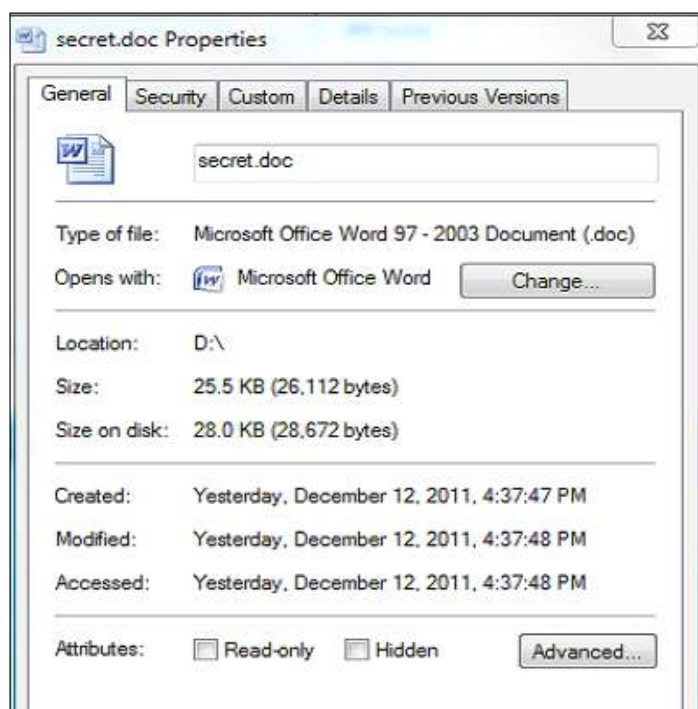 secret.doc Properties
General Security Custom Details Previous Versions
secret.doc
Type of file: Microsoft Office Word 97 - 2003 Document (.doc)
Opens with: Microsoft Office Word Change...
Location: D:\
Size: 25.5 KB (26,112 bytes)
Size on disk: 28.0 KB (28,672 bytes)
Created: Yesterday, December 12, 2011, 4:37:47 PM
Modified: Yesterday, December 12, 2011, 4:37:48 PM
Accessed: Yesterday, December 12, 2011, 4:37:48 PM
Attributes: Read-only Hidden Advanced...